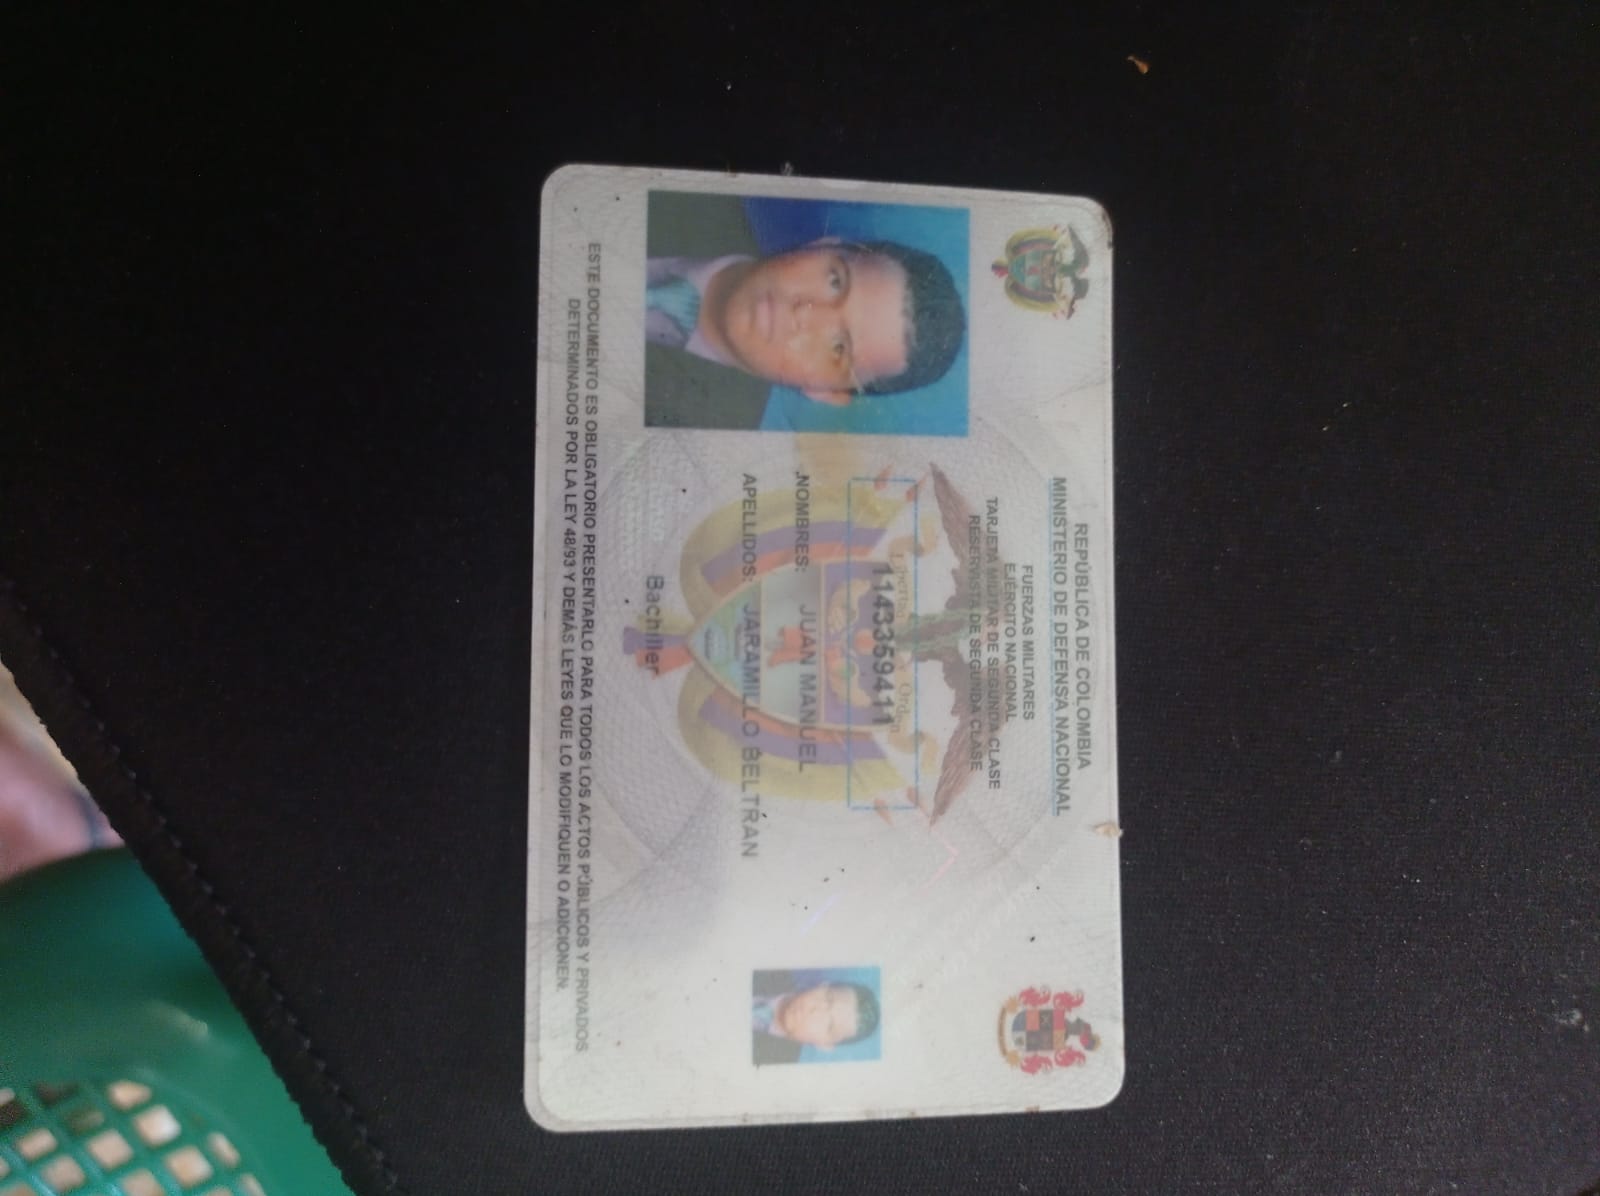 REPÚBLICA DE COLOMBIA
MINISTERIO DE DEFENSA NACIONAL
FUERZAS MILITARES
EJÉRCITO NACIONAL
TARJETA MILITAR DE SEGUNDA CLASE
RESERVISTA DE SEGUNDA CLASE
Libertad y Orden
1143359411
NOMBRES: JUAN MANUEL
APELLIDOS: JARAMILLO BELTRAN
Bachiller
ESTE DOCUMENTO ES OBLIGATORIO PRESENTARLO PARA TODOS LOS ACTOS PÚBLICOS Y PRIVADOS
DETERMINADOS POR LA LEY 48/93 Y DEMÁS LEYES QUE LO MODIFIQUEN O ADICIONEN.